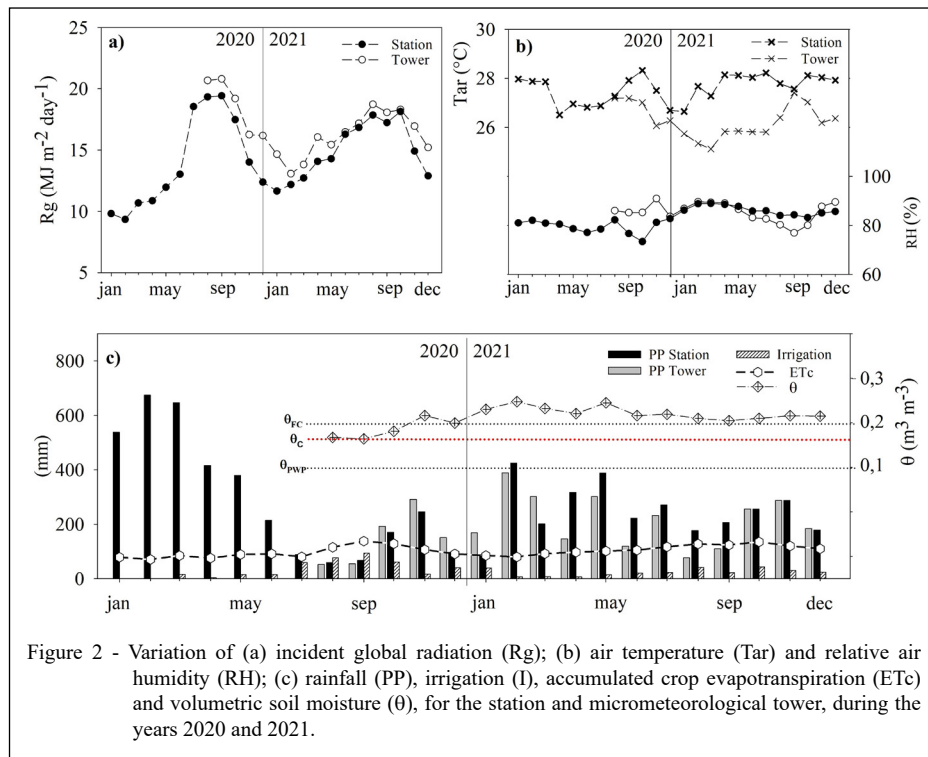 a)
2020
2021
Station
Tower
Rg (MJ m-2 day-1)
25
20
15
10
5
jan
may
sep
jan
may
sep
dec
b)
2020
2021
Station
Tower
Tar (°C)
30
28
26
100
80
60
RH (%)
jan
may
sep
jan
may
sep
dec
c)
2020
2021
PP Station
PP Tower
Irrigation
ETc
θ
(mm)
800
600
400
200
0
θFC
θC
θPWP
0,3
0,2
0,1
θ (m3 m-3)
jan
may
sep
jan
may
sep
dec
Figure 2 - Variation of (a) incident global radiation (Rg); (b) air temperature (Tar) and relative air
humidity (RH); (c) rainfall (PP), irrigation (I), accumulated crop evapotranspiration (ETc)
and volumetric soil moisture (θ), for the station and micrometeorological tower, during the
years 2020 and 2021.